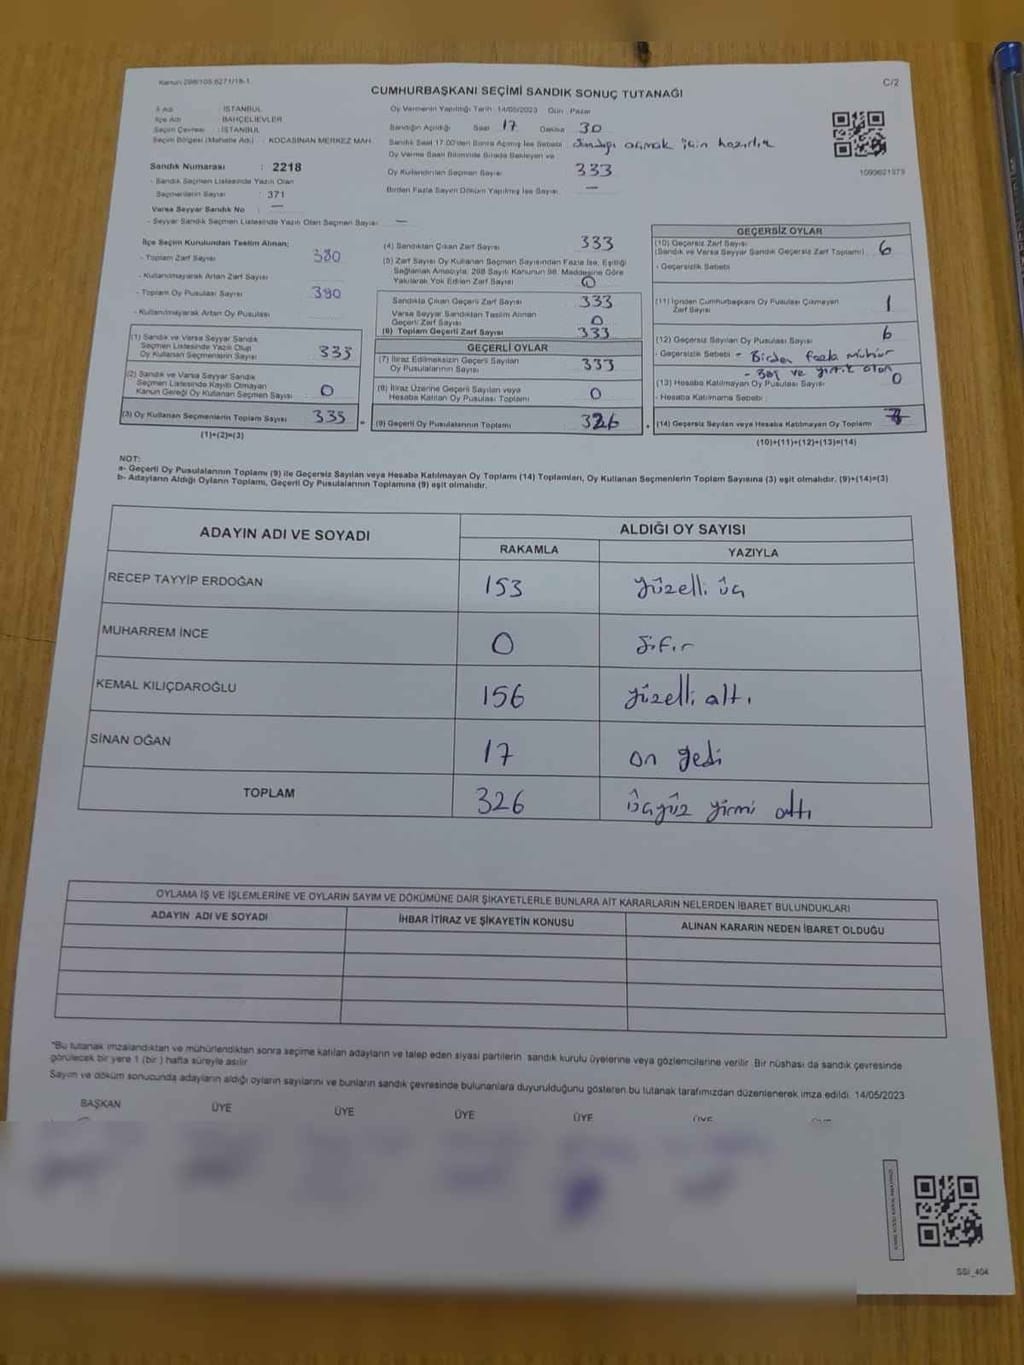 Kanun 298/105-6271/18-1
C/2
CUMHURBAŞKANI SEÇİMİ SANDIK SONUÇ TUTANAĞI
İl Adı : İSTANBUL
İlçe Adı : BAHÇELİEVLER
Seçim Çevresi : İSTANBUL
Seçim Bölgesi (Mahalle Adı) : KOCASİNAN MERKEZ MAH.
Sandık Numarası : 2218
- Sandık Seçmen Listesinde Yazılı Olan
Seçmenlerin Sayısı : 371
Varsa Seyyar Sandık No : —
- Seyyar Sandık Seçmen Listesinde Yazılı Olan Seçmen Sayısı : —
Oy Vermenin Yapıldığı Tarih : 14/05/2023 Gün : Pazar
Sandığın Açıldığı Saat 17 Dakika 30
Sandık Saat 17.00'den Sonra Açılmış İse Sebebi sandığı açmak için hazırlık
Oy Verme Saati Bitiminde Sırada Bekleyen ve
Oy Kullandırılan Seçmen Sayısı 333
Birden Fazla Sayım Döküm Yapılmış İse Sayısı —
1093621373
İlçe Seçim Kurulundan Teslim Alınan;
- Toplam Zarf Sayısı 380
- Kullanılmayarak Artan Zarf Sayısı
- Toplam Oy Pusulası Sayısı 390
- Kullanılmayarak Artan Oy Pusulası
(1) Sandık ve Varsa Seyyar Sandık
Seçmen Listesinde Yazılı Olup
Oy Kullanan Seçmenlerin Sayısı 333
(2) Sandık ve Varsa Seyyar Sandık
Seçmen Listesinde Kayıtlı Olmayan
Kanun Gereği Oy Kullanan Seçmen Sayısı 0
(3) Oy Kullanan Seçmenlerin Toplam Sayısı 333
(1)+(2)=(3)
(4) Sandıktan Çıkan Zarf Sayısı 333
(5) Zarf Sayısı Oy Kullanan Seçmen Sayısından Fazla İse, Eşitliği
Sağlamak Amacıyla, 298 Sayılı Kanunun 98. Maddesine Göre
Yakılarak Yok Edilen Zarf Sayısı 0
Sandıkta Çıkan Geçerli Zarf Sayısı 333
Varsa Seyyar Sandıktan Teslim Alınan
Geçerli Zarf Sayısı 0
(6) Toplam Geçerli Zarf Sayısı 333
GEÇERLİ OYLAR
(7) İtiraz Edilmeksizin Geçerli Sayılan
Oy Pusulalarının Sayısı 333
(8) İtiraz Üzerine Geçerli Sayılan veya
Hesaba Katılan Oy Pusulası Toplamı 0
(9) Geçerli Oy Pusulalarının Toplamı 326
GEÇERSİZ OYLAR
(10) Geçersiz Zarf Sayısı
(Sandık ve Varsa Seyyar Sandık Geçersiz Zarf Toplamı) 6
- Geçersizlik Sebebi
(11) İçinden Cumhurbaşkanı Oy Pusulası Çıkmayan
Zarf Sayısı 1
(12) Geçersiz Sayılan Oy Pusulası Sayısı 6
- Geçersizlik Sebebi - Birden fazla mühür
- Boş ve yırtık olan
(13) Hesaba Katılmayan Oy Pusulası Sayısı 0
- Hesaba Katılmama Sebebi :
(14) Geçersiz Sayılan veya Hesaba Katılmayan Oy Toplamı 7
(10)+(11)+(12)+(13)=(14)
NOT:
a- Geçerli Oy Pusulalarının Toplamı (9) ile Geçersiz Sayılan veya Hesaba Katılmayan Oy Toplamı (14) Toplamları, Oy Kullanan Seçmenlerin Toplam Sayısına (3) eşit olmalıdır. (9)+(14)=(3)
b- Adayların Aldığı Oyların Toplamı, Geçerli Oy Pusulalarının Toplamına (9) eşit olmalıdır.
ADAYIN ADI VE SOYADI ALDIĞI OY SAYISI
RAKAMLA YAZIYLA
RECEP TAYYİP ERDOĞAN 153 yüzelli üç
MUHARREM İNCE 0 sıfır
KEMAL KILIÇDAROĞLU 156 yüzelli altı
SİNAN OĞAN 17 on yedi
TOPLAM 326 üçyüz yirmi altı
OYLAMA İŞ VE İŞLEMLERİNE VE OYLARIN SAYIM VE DÖKÜMÜNE DAİR ŞİKAYETLERLE BUNLARA AİT KARARLARIN NELERDEN İBARET BULUNDUKLARI
ADAYIN ADI VE SOYADI İHBAR İTİRAZ VE ŞİKAYETİN KONUSU ALINAN KARARIN NEDEN İBARET OLDUĞU
"Bu tutanak imzalandıktan ve mühürlendikten sonra seçime katılan adayların ve talep eden siyasi partilerin sandık kurulu üyelerine veya gözlemcilerine verilir. Bir nüshası da sandık çevresinde
görülecek bir yere 1 (bir) hafta süreyle asılır.
Sayım ve döküm sonucunda adayların aldığı oyların sayılarını ve bunların sandık çevresinde bulunanlara duyurulduğunu gösteren bu tutanak tarafımızdan düzenlenerek imza edildi. 14/05/2023
BAŞKAN ÜYE ÜYE ÜYE ÜYE ÜYE
SSI_404